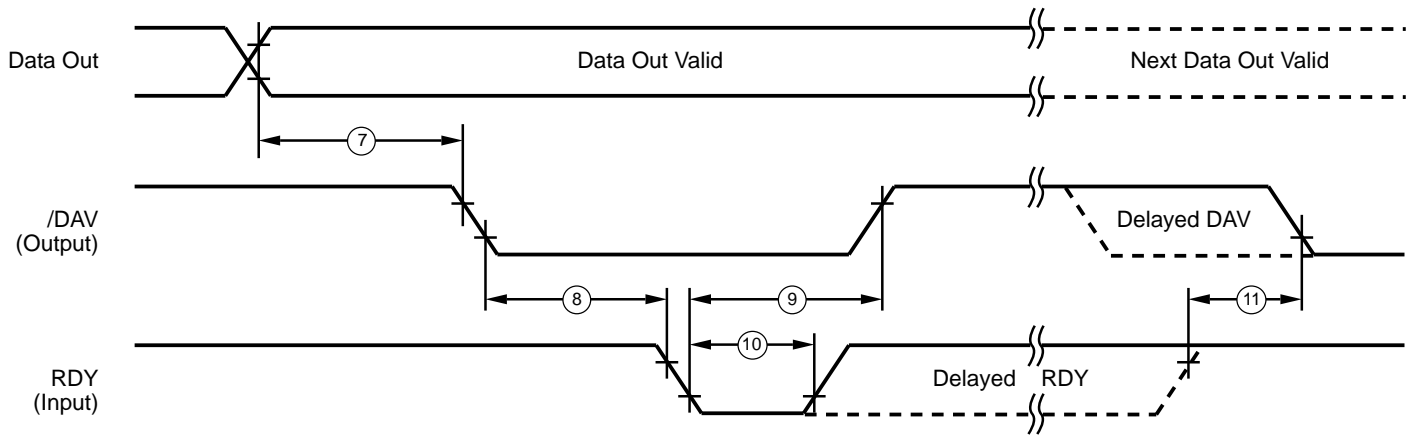 Data Out
Data Out Valid
Next Data Out Valid
7
/DAV
(Output)
Delayed DAV
8
9
11
10
RDY
(Input)
Delayed RDY